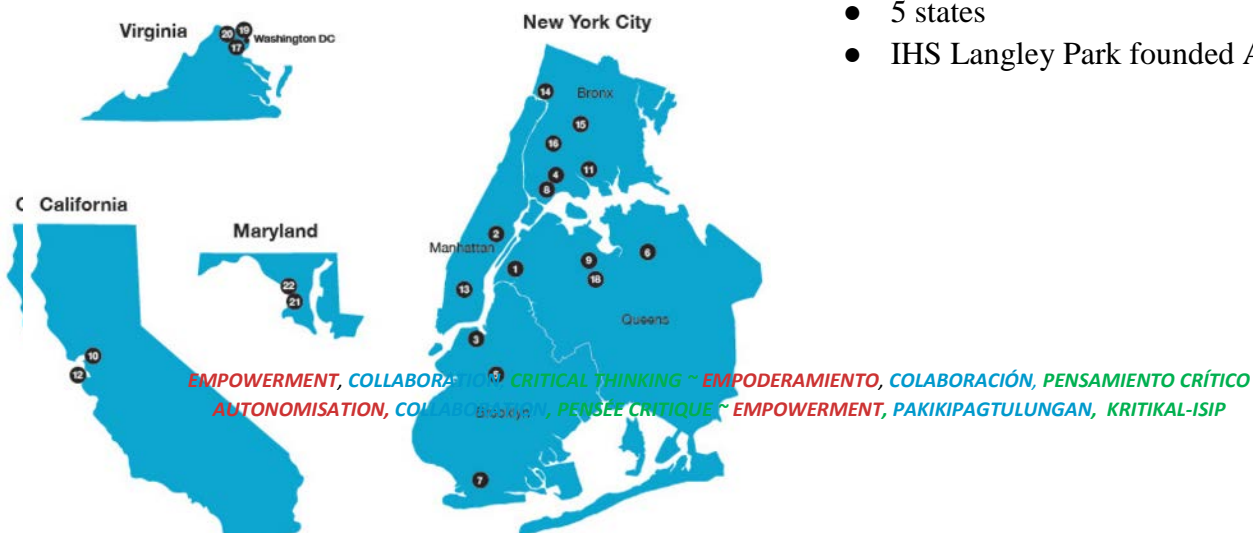 ● 5 states
● IHS Langley Park founded A
New York City
Virginia
20 19
17 Washington DC
14
Bronx
15
16
4 11
8
C California
Maryland
2
Manhattan
22
21
1
9 6
18
13
Queens
3
10
12
5
EMPOWERMENT, COLLABORATION, CRITICAL THINKING ~ EMPODERAMIENTO, COLABORACIÓN, PENSAMIENTO CRÍTICO
AUTONOMISATION, COLLABORATION, PENSÉE CRITIQUE ~ EMPOWERMENT, PAKIKIPAGTULUNGAN, KRITIKAL-ISIP
Brooklyn
7